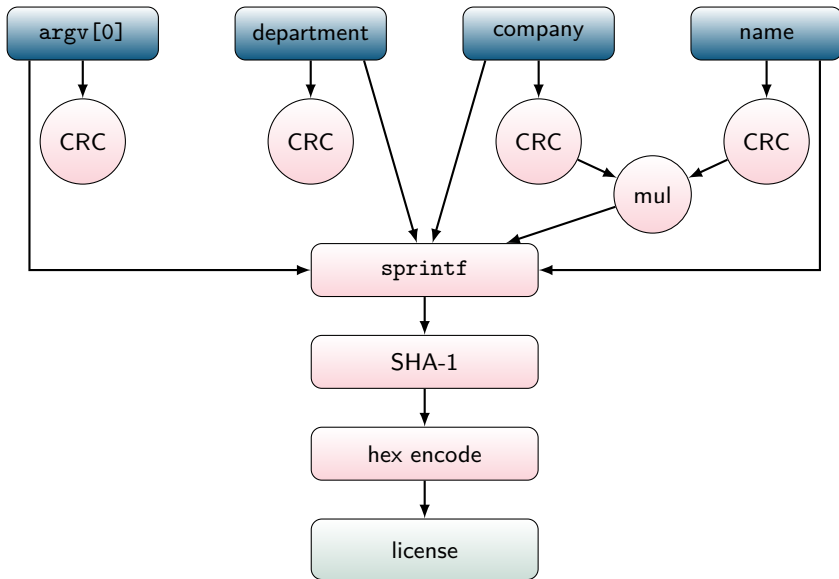 argv[0]
department
company
name
CRC
CRC
CRC
CRC
mul
sprintf
SHA-1
hex encode
license